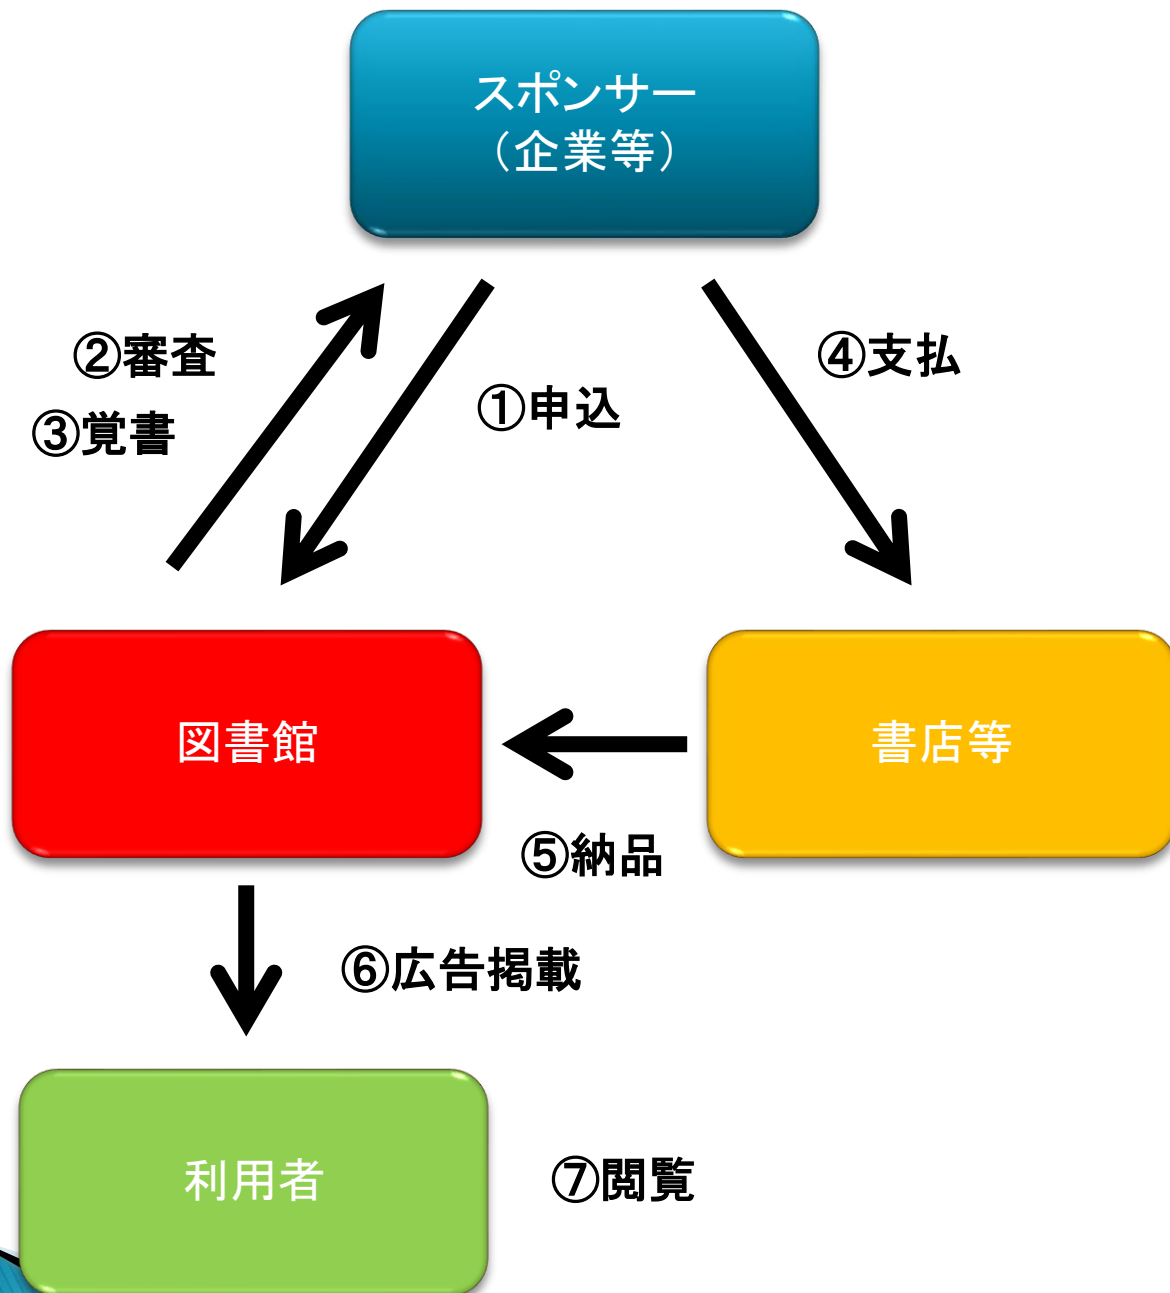 スポンサー
（企業等）
②審査
③覚書
①申込
④支払
図書館
書店等
⑤納品
⑥広告掲載
利用者
⑦閲覧